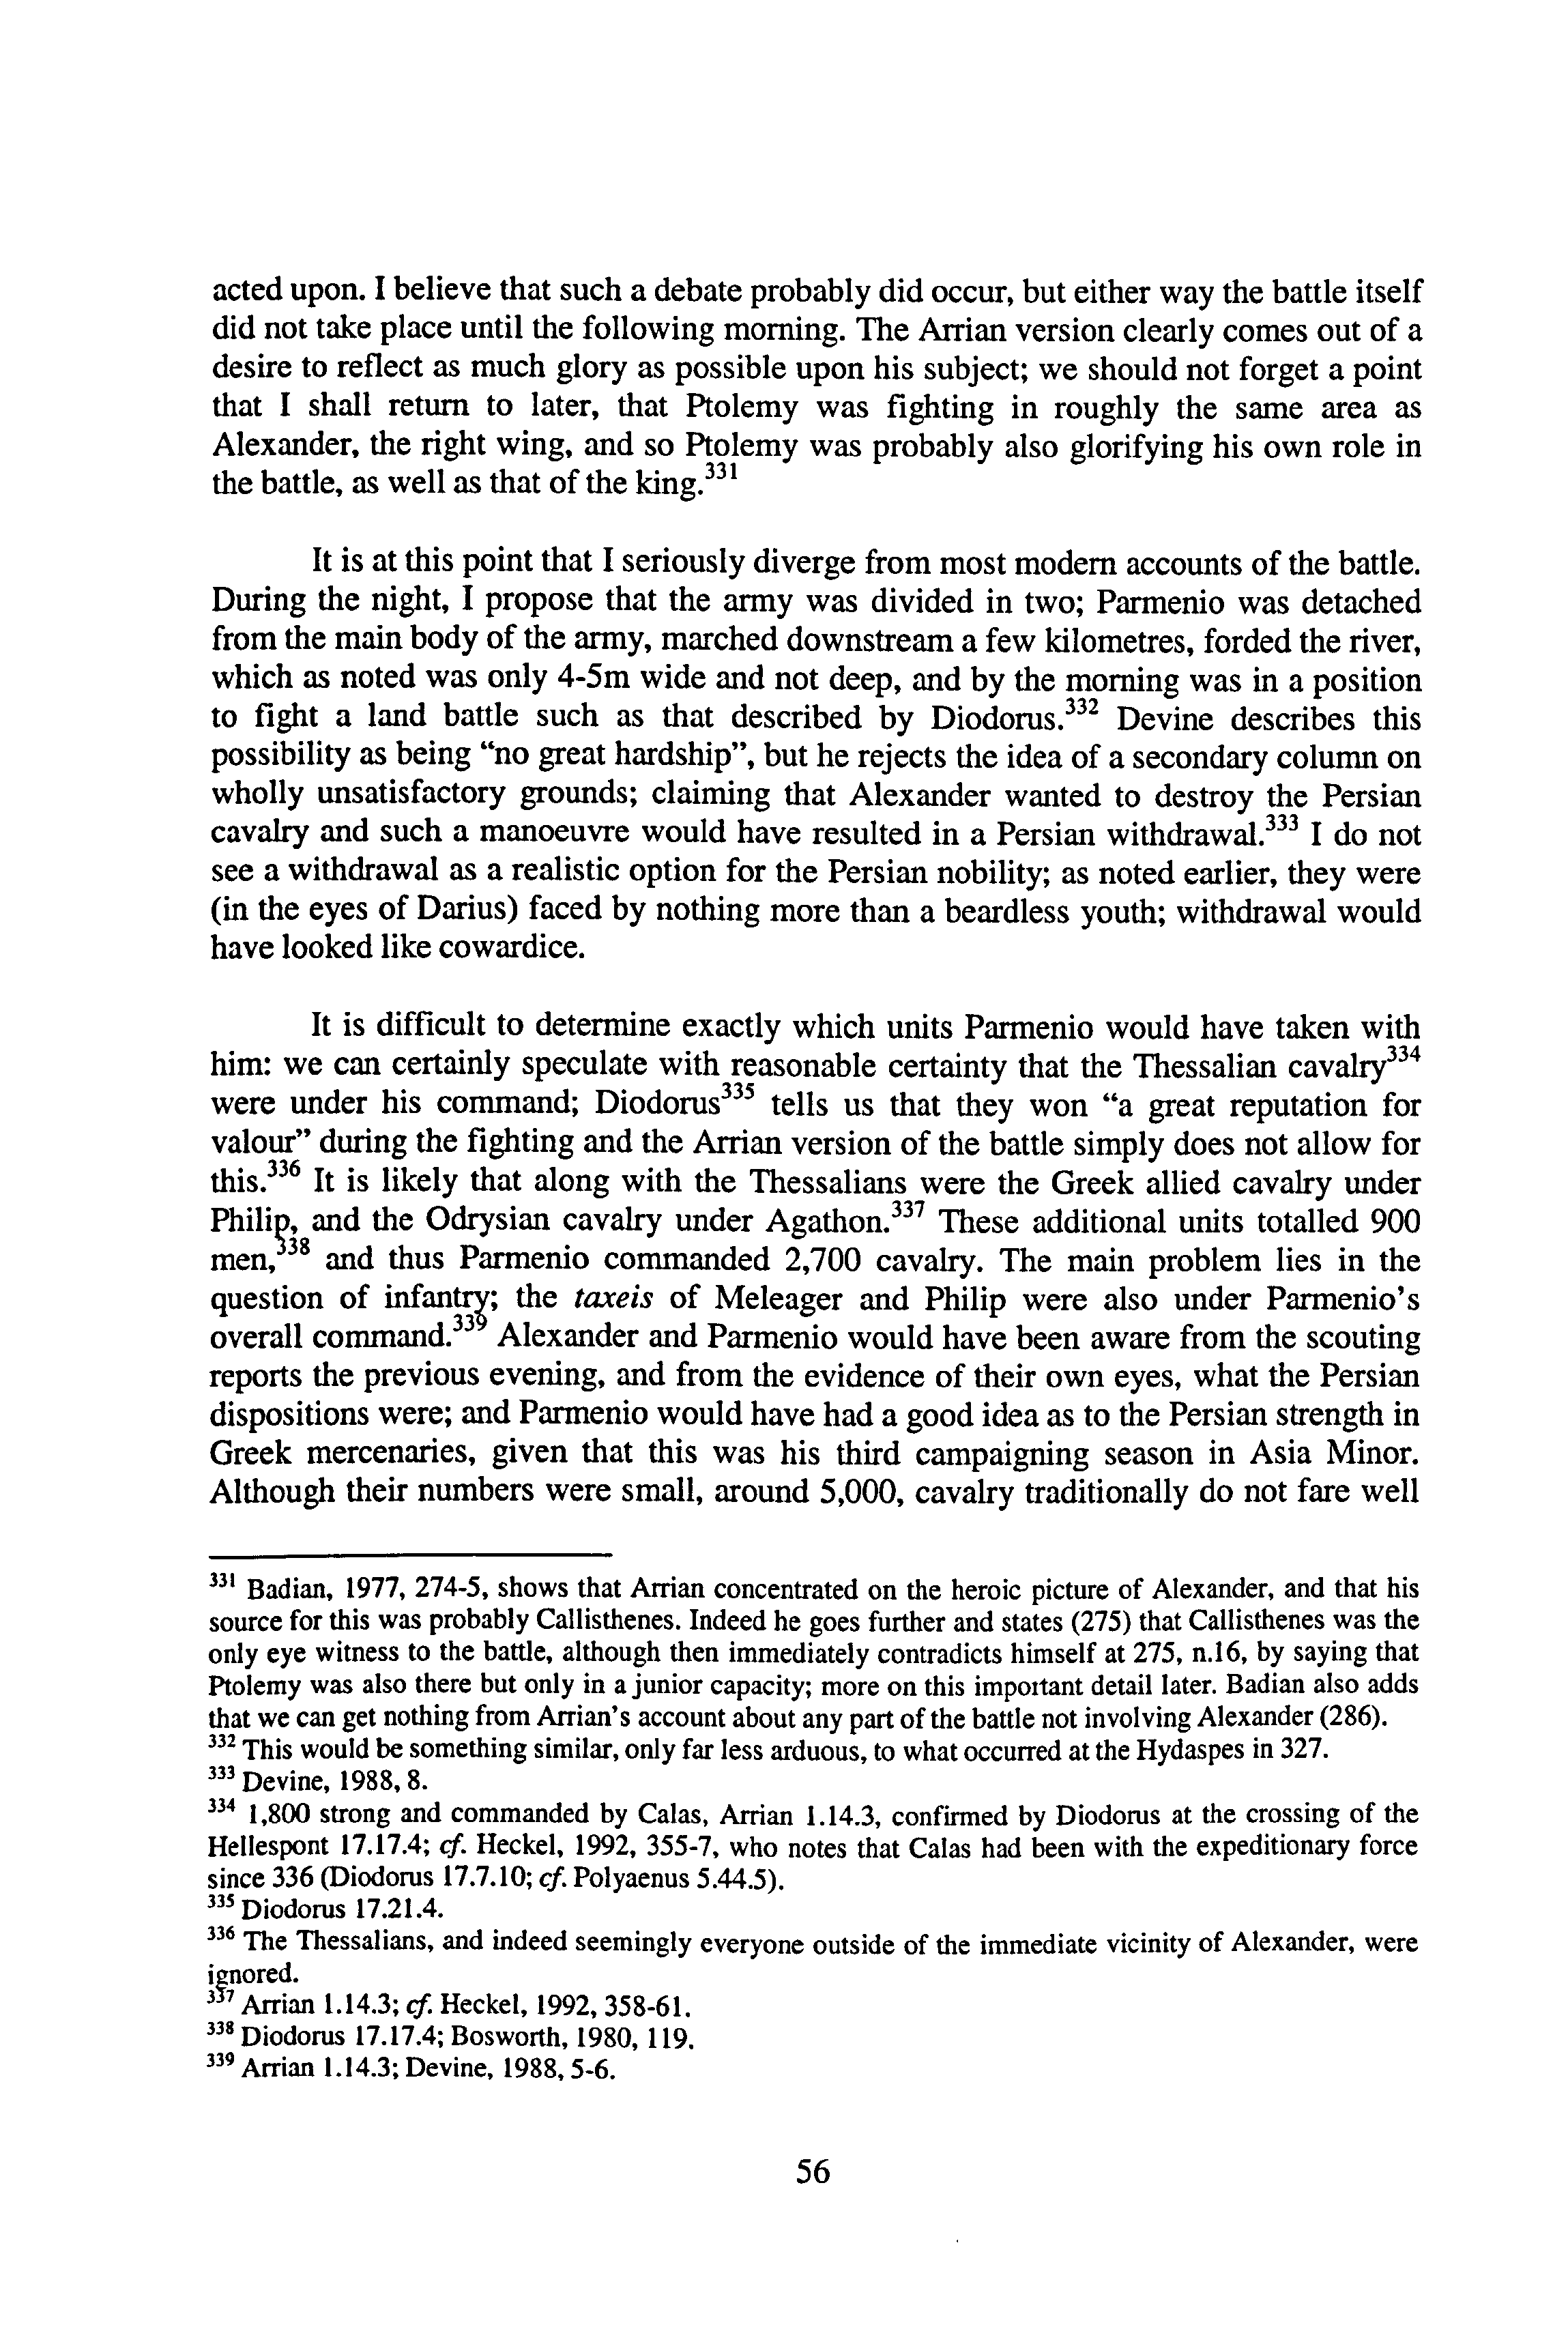 acted upon. I believe that such a debate probably did occur, but either way the battle itself
did not take place until the following morning. The Arrian version clearly comes out of a
desire to reflect as much glory as possible upon his subject; we should not forget a point
that I shall return to later, that Ptolemy was fighting in roughly the same area as
Alexander, the right wing, and so Ptolemy was probably also glorifying his own role in
the battle, as well as that of the king.³³¹
It is at this point that I seriously diverge from most modern accounts of the battle.
During the night, I propose that the army was divided in two; Parmenio was detached
from the main body of the army, marched downstream a few kilometres, forded the river,
which as noted was only 4-5m wide and not deep, and by the morning was in a position
to fight a land battle such as that described by Diodorus.³³² Devine describes this
possibility as being “no great hardship”, but he rejects the idea of a secondary column on
wholly unsatisfactory grounds; claiming that Alexander wanted to destroy the Persian
cavalry and such a manoeuvre would have resulted in a Persian withdrawal.³³³ I do not
see a withdrawal as a realistic option for the Persian nobility; as noted earlier, they were
(in the eyes of Darius) faced by nothing more than a beardless youth; withdrawal would
have looked like cowardice.
It is difficult to determine exactly which units Parmenio would have taken with
him: we can certainly speculate with reasonable certainty that the Thessalian cavalry³³⁴
were under his command; Diodorus³³⁵ tells us that they won “a great reputation for
valour” during the fighting and the Arrian version of the battle simply does not allow for
this.³³⁶ It is likely that along with the Thessalians were the Greek allied cavalry under
Philip, and the Odrysian cavalry under Agathon.³³⁷ These additional units totalled 900
men,³³⁸ and thus Parmenio commanded 2,700 cavalry. The main problem lies in the
question of infantry; the taxeis of Meleager and Philip were also under Parmenio’s
overall command.³³⁹ Alexander and Parmenio would have been aware from the scouting
reports the previous evening, and from the evidence of their own eyes, what the Persian
dispositions were; and Parmenio would have had a good idea as to the Persian strength in
Greek mercenaries, given that this was his third campaigning season in Asia Minor.
Although their numbers were small, around 5,000, cavalry traditionally do not fare well
³³¹ Badian, 1977, 274-5, shows that Arrian concentrated on the heroic picture of Alexander, and that his
source for this was probably Callisthenes. Indeed he goes further and states (275) that Callisthenes was the
only eye witness to the battle, although then immediately contradicts himself at 275, n.16, by saying that
Ptolemy was also there but only in a junior capacity; more on this important detail later. Badian also adds
that we can get nothing from Arrian’s account about any part of the battle not involving Alexander (286).
³³² This would be something similar, only far less arduous, to what occurred at the Hydaspes in 327.
³³³ Devine, 1988, 8.
³³⁴ 1,800 strong and commanded by Calas, Arrian 1.14.3, confirmed by Diodorus at the crossing of the
Hellespont 17.17.4; cf. Heckel, 1992, 355-7, who notes that Calas had been with the expeditionary force
since 336 (Diodorus 17.7.10; cf. Polyaenus 5.44.5).
³³⁵ Diodorus 17.21.4.
³³⁶ The Thessalians, and indeed seemingly everyone outside of the immediate vicinity of Alexander, were
ignored.
³³⁷ Arrian 1.14.3; cf. Heckel, 1992, 358-61.
³³⁸ Diodorus 17.17.4; Bosworth, 1980, 119.
³³⁹ Arrian 1.14.3; Devine, 1988, 5-6.
56